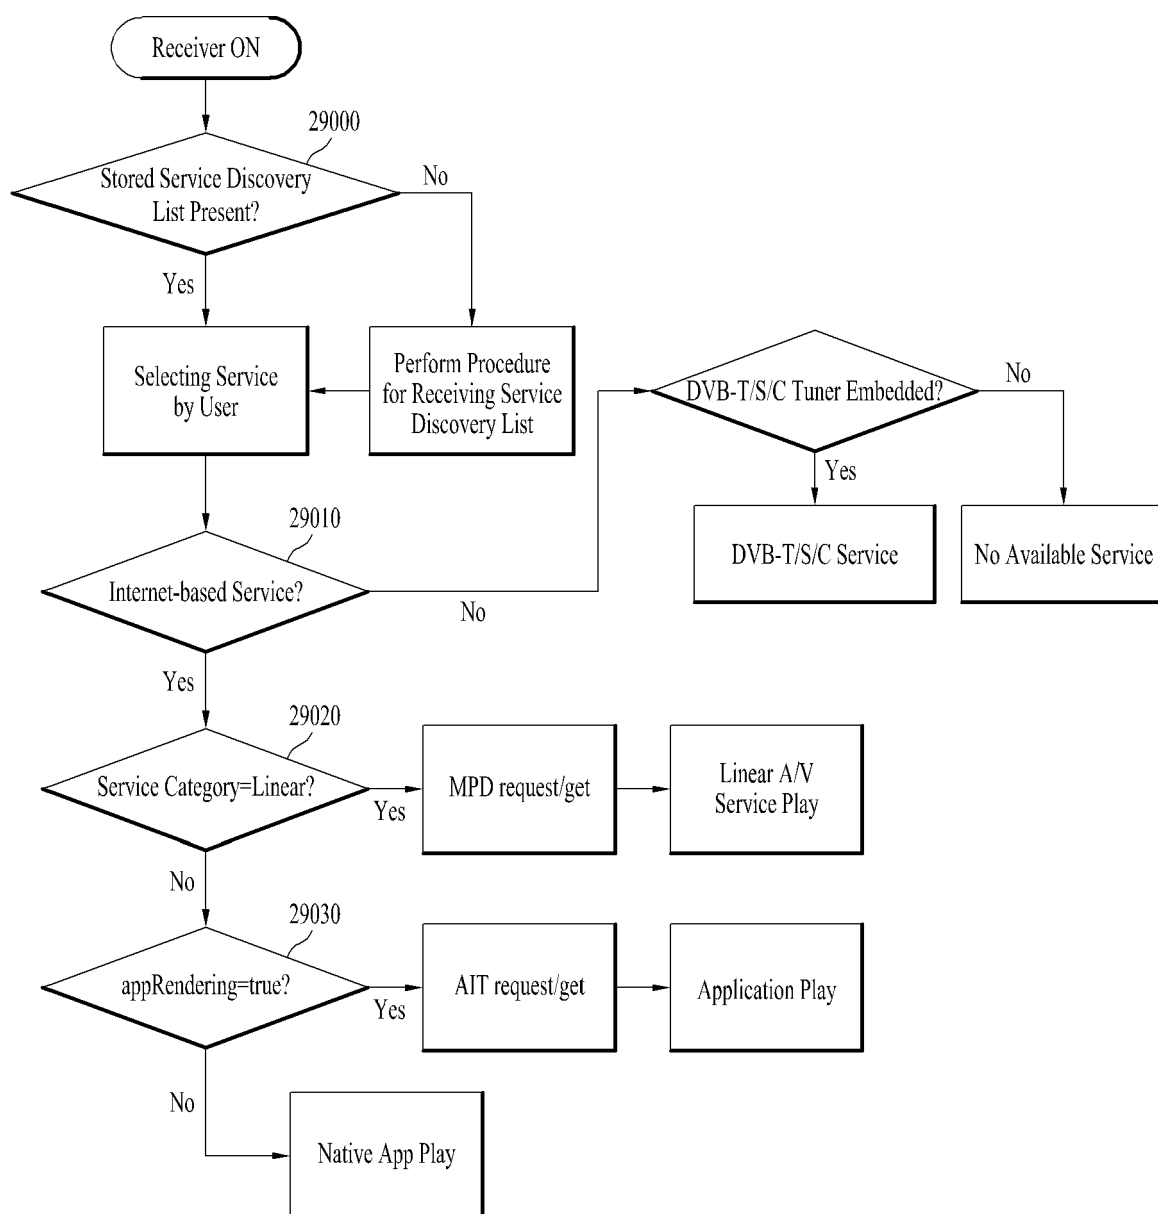 Receiver ON
29000
Stored Service Discovery
List Present?
No
Yes
Selecting Service
by User
Perform Procedure
for Receiving Service
Discovery List
DVB-T/S/C Tuner Embedded?
No
Yes
DVB-T/S/C Service
No Available Service
29010
Internet-based Service?
No
Yes
29020
Service Category=Linear?
Yes
MPD request/get
Linear A/V
Service Play
No
29030
appRendering=true?
Yes
AIT request/get
Application Play
No
Native App Play